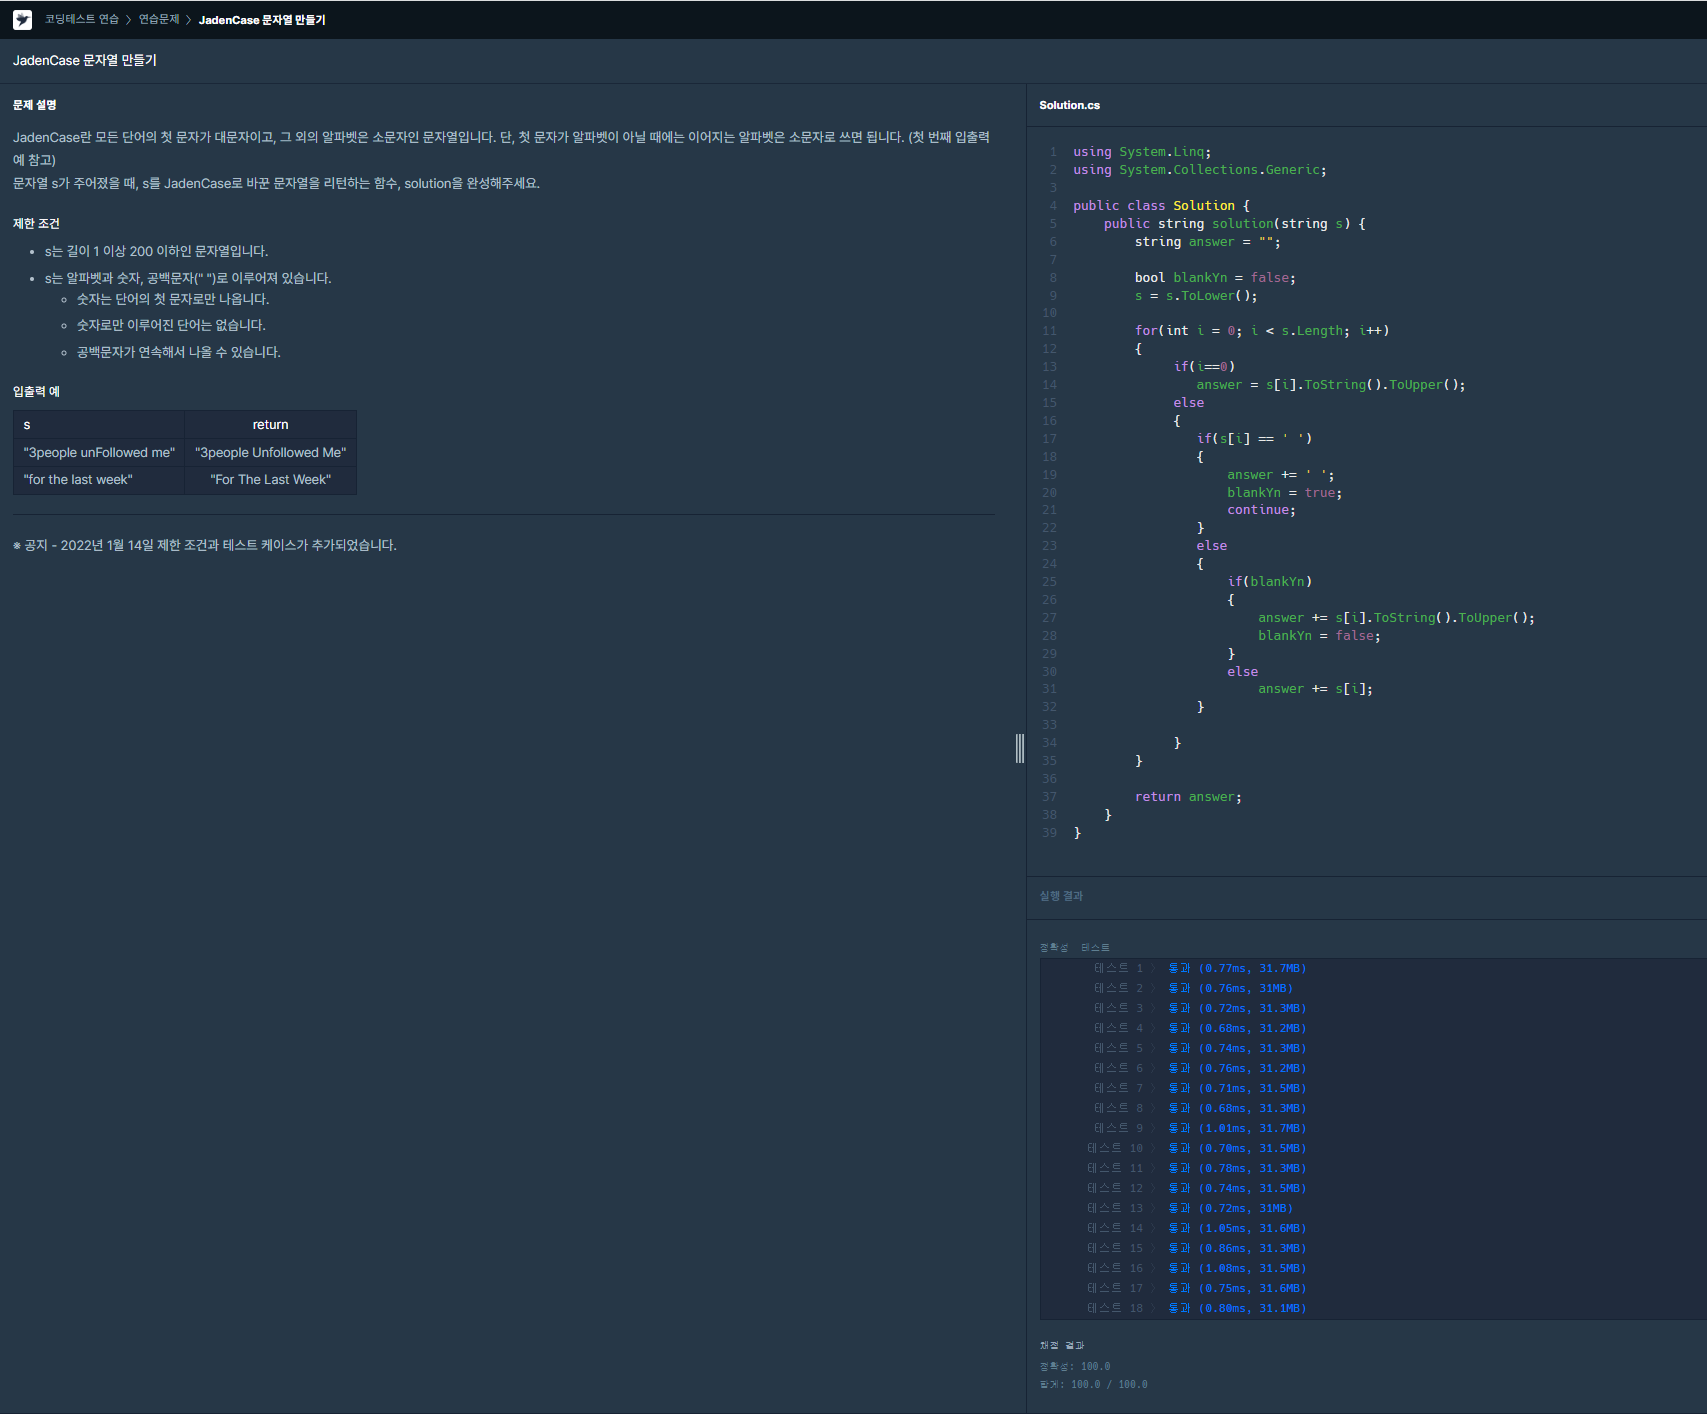 코딩테스트 연습 > 연습문제 > JadenCase 문자열 만들기
JadenCase 문자열 만들기
문제 설명
JadenCase란 모든 단어의 첫 문자가 대문자이고, 그 외의 알파벳은 소문자인 문자열입니다. 단, 첫 문자가 알파벳이 아닐 때에는 이어지는 알파벳은 소문자로 쓰면 됩니다. (첫 번째 입출력
예 참고)
문자열 s가 주어졌을 때, s를 JadenCase로 바꾼 문자열을 리턴하는 함수, solution을 완성해주세요.
제한 조건
• s는 길이 1 이상 200 이하인 문자열입니다.
• s는 알파벳과 숫자, 공백문자(" ")로 이루어져 있습니다.
◦ 숫자는 단어의 첫 문자로만 나옵니다.
◦ 숫자로만 이루어진 단어는 없습니다.
◦ 공백문자가 연속해서 나올 수 있습니다.
입출력 예
s return
"3people unFollowed me" "3people Unfollowed Me"
"for the last week" "For The Last Week"
※ 공지 - 2022년 1월 14일 제한 조건과 테스트 케이스가 추가되었습니다.
Solution.cs
1 using System.Linq;
2 using System.Collections.Generic;
3
4 public class Solution {
5     public string solution(string s) {
6         string answer = "";
7
8         bool blankYn = false;
9         s = s.ToLower();
10
11         for(int i = 0; i < s.Length; i++)
12         {
13              if(i==0)
14                 answer = s[i].ToString().ToUpper();
15              else
16              {
17                 if(s[i] == ' ')
18                 {
19                     answer += ' ';
20                     blankYn = true;
21                     continue;
22                 }
23                 else
24                 {
25                     if(blankYn)
26                     {
27                         answer += s[i].ToString().ToUpper();
28                         blankYn = false;
29                     }
30                     else
31                         answer += s[i];
32                 }
33
34              }
35         }
36
37         return answer;
38     }
39 }
실행 결과
정확성 테스트
테스트 1 > 통과 (0.77ms, 31.7MB)
테스트 2 > 통과 (0.76ms, 31MB)
테스트 3 > 통과 (0.72ms, 31.3MB)
테스트 4 > 통과 (0.68ms, 31.2MB)
테스트 5 > 통과 (0.74ms, 31.3MB)
테스트 6 > 통과 (0.76ms, 31.2MB)
테스트 7 > 통과 (0.71ms, 31.5MB)
테스트 8 > 통과 (0.68ms, 31.3MB)
테스트 9 > 통과 (1.01ms, 31.7MB)
테스트 10 > 통과 (0.70ms, 31.5MB)
테스트 11 > 통과 (0.78ms, 31.3MB)
테스트 12 > 통과 (0.74ms, 31.5MB)
테스트 13 > 통과 (0.72ms, 31MB)
테스트 14 > 통과 (1.05ms, 31.6MB)
테스트 15 > 통과 (0.86ms, 31.3MB)
테스트 16 > 통과 (1.08ms, 31.5MB)
테스트 17 > 통과 (0.75ms, 31.6MB)
테스트 18 > 통과 (0.80ms, 31.1MB)
채점 결과
정확성: 100.0
합계: 100.0 / 100.0